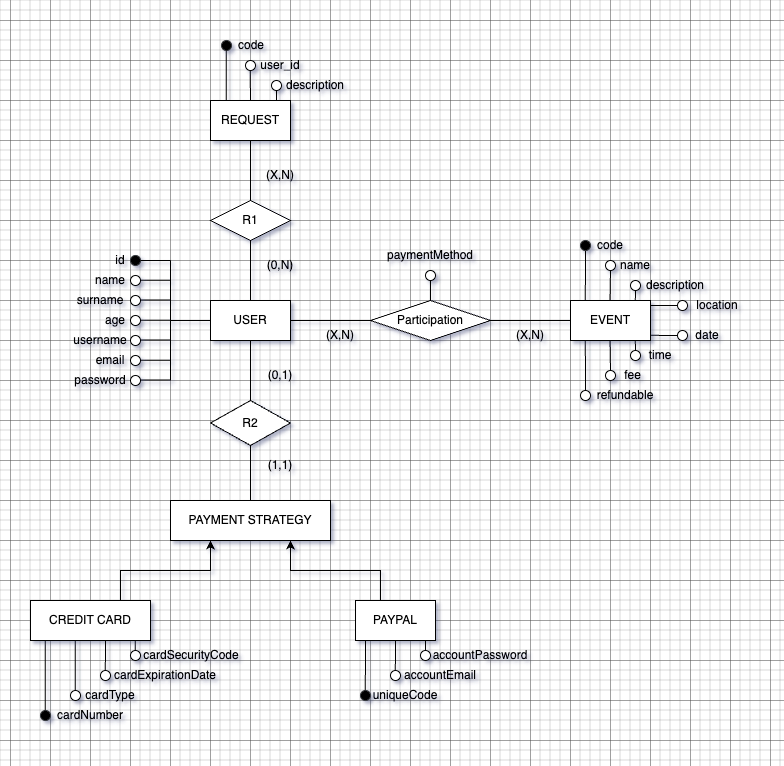 code
user_id
description
REQUEST
(X,N)
R1
(0,N)
id
name
surname
age
username
email
password
USER
(X,N)
paymentMethod
Participation
(X,N)
code
name
description
location
EVENT
date
time
fee
refundable
(0,1)
R2
(1,1)
PAYMENT STRATEGY
CREDIT CARD
cardSecurityCode
cardExpirationDate
cardType
cardNumber
PAYPAL
accountPassword
accountEmail
uniqueCode